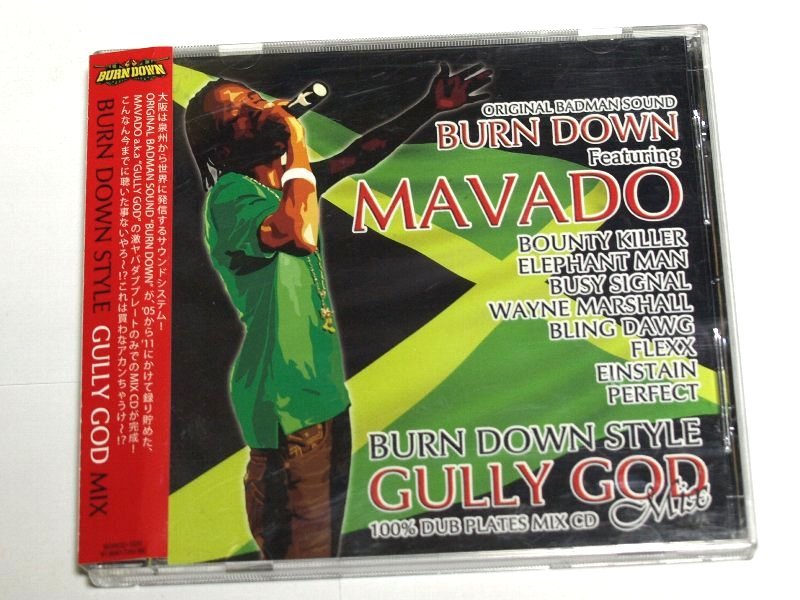 BURN DOWN
BURN DOWN STYLE GULLY GOD MIX
大阪は泉州から世界に発信するサウンドシステム！
ORIGINAL BADMAN SOUND "BURN DOWN"が、'05から'11にかけて録り貯めた、
MAVADO a.k.a "GULLY GOD"の激ヤバダブプレートのみでのMIX CDが完成！
こんなん今までに聴いた事ないやろ〜!?これは買わなアカンちゃうけ〜!?
ORIGINAL BADMAN SOUND
BURN DOWN
Featuring
MAVADO
BOUNTY KILLER
ELEPHANT MAN
BUSY SIGNAL
WAYNE MARSHALL
BLING DAWG
FLEXX
EINSTAIN
PERFECT
BURN DOWN STYLE
GULLY GOD
Mix
100% DUB PLATES MIX CD